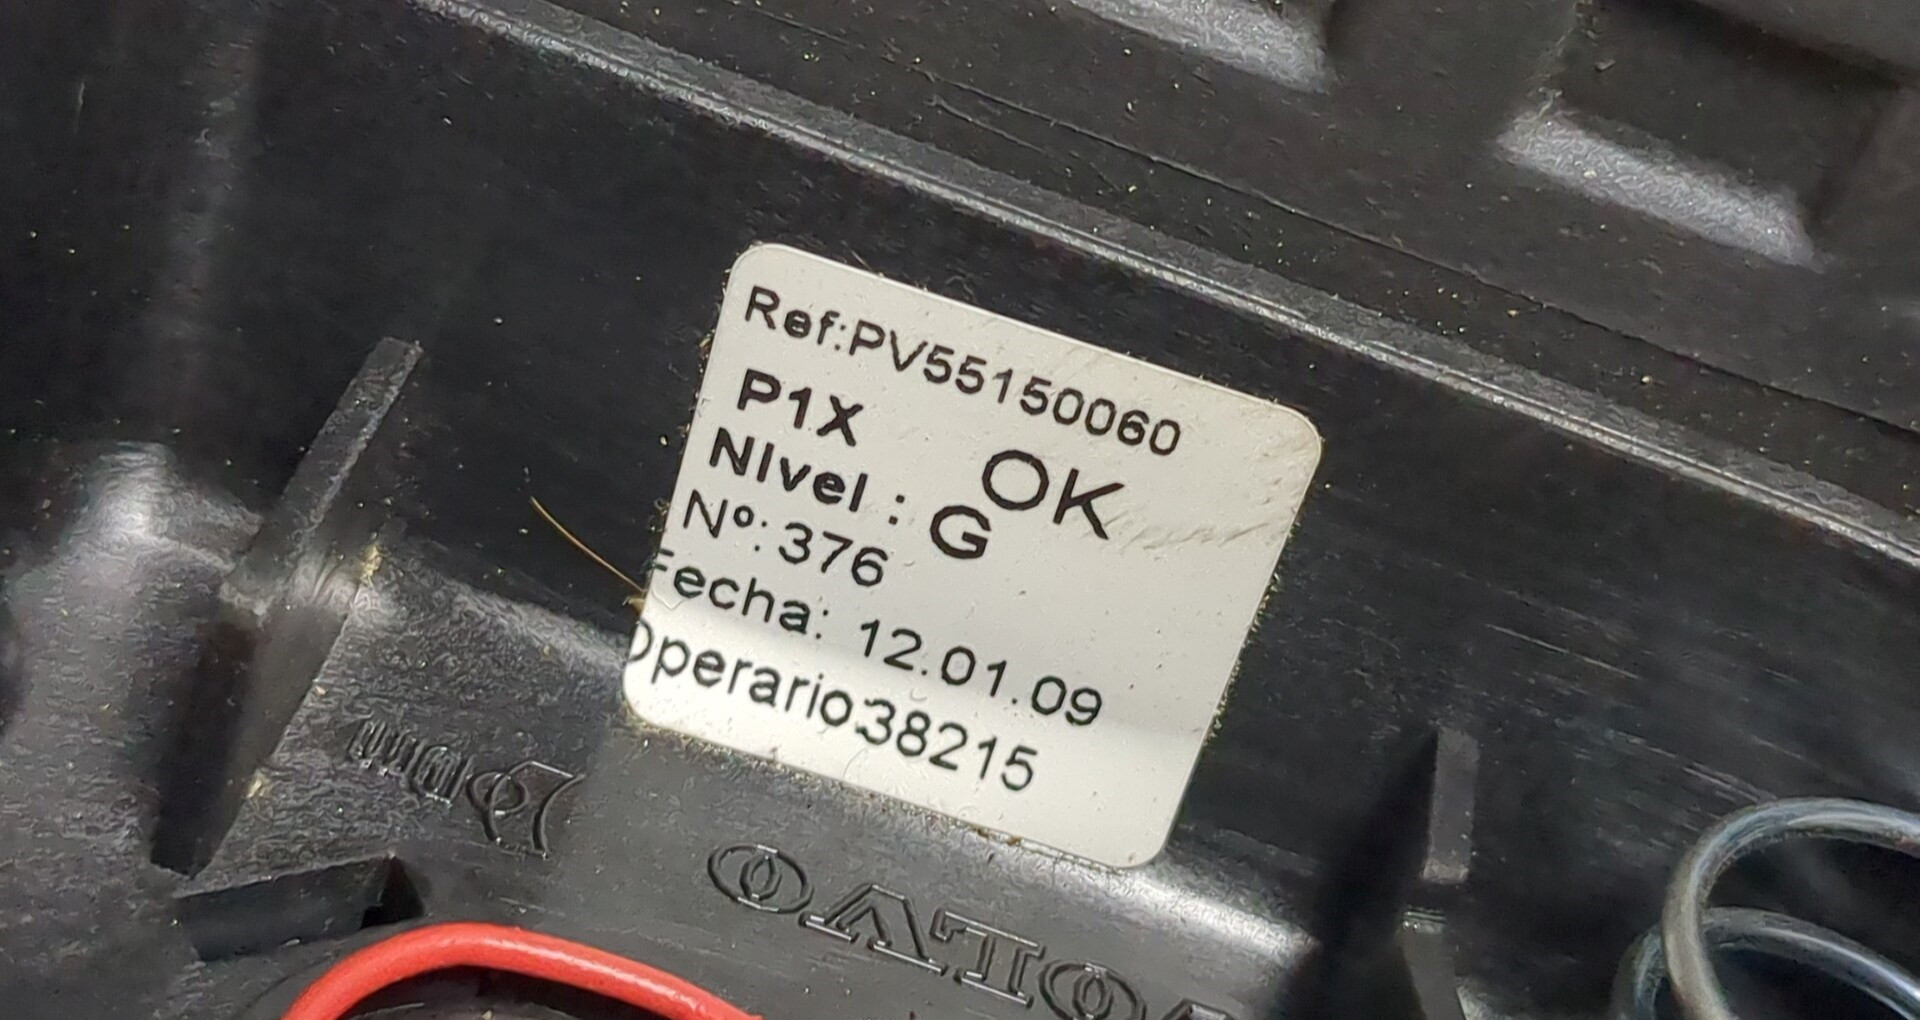 Ref:PV55150060
P1X
OK
Nivel : G
Nº: 376
Fecha: 12.01.09
Operario38215